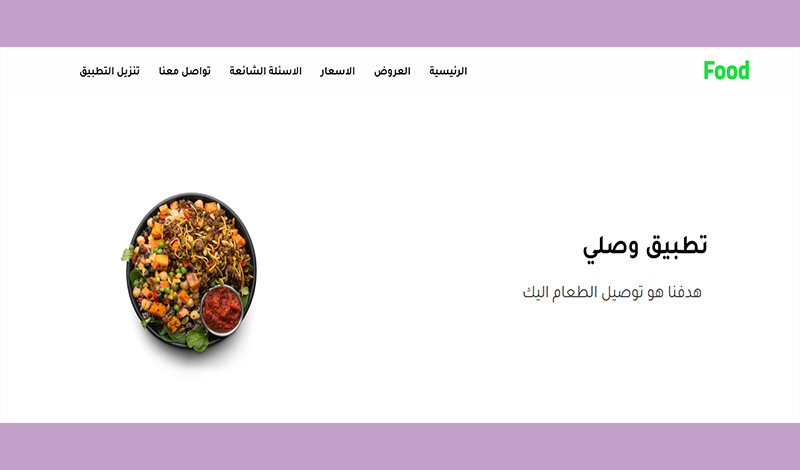 Food
الرئيسية العروض الاسعار الاسئلة الشائعة تواصل معنا تنزيل التطبيق
تطبيق وصلي
هدفنا هو توصيل الطعام اليك